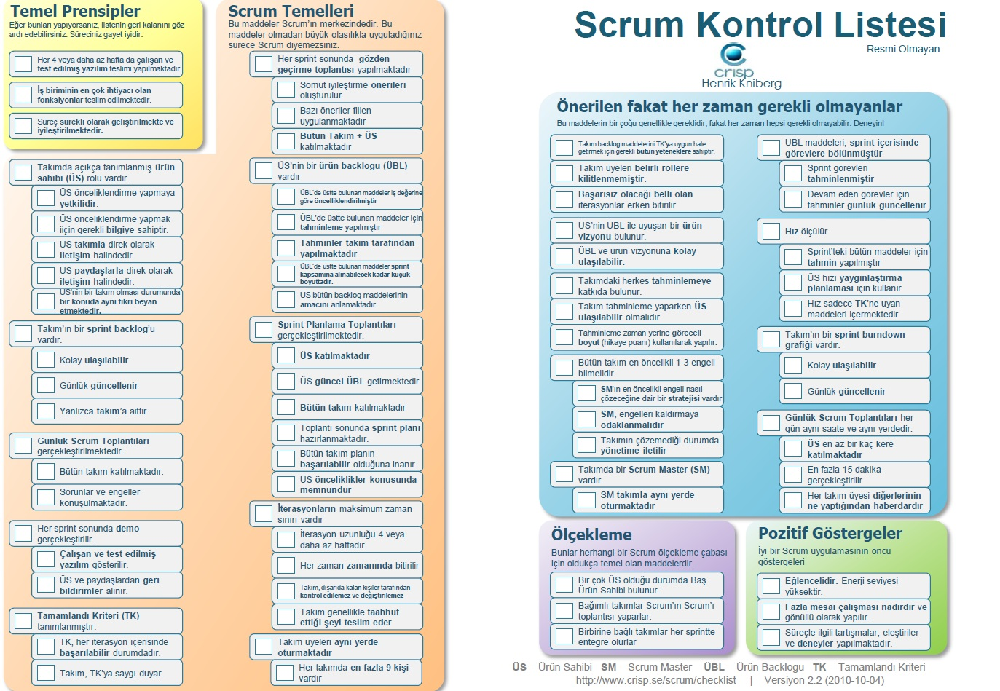 Temel Prensipler
Eğer bunları yapıyorsanız, listenin geri kalanını göz
ardı edebilirsiniz. Süreciniz gayet iyidir.
Her 4 veya daha az hafta da çalışan ve
test edilmiş yazılım teslimi yapılmaktadır.
İş biriminin en çok ihtiyacı olan
fonksiyonlar teslim edilmektedir.
Süreç sürekli olarak geliştirilmekte ve
iyileştirilmektedir.
Takımda açıkça tanımlanmış ürün
sahibi (ÜS) rolü vardır.
ÜS önceliklendirme yapmaya
yetkilidir.
ÜS önceliklendirme yapmak
iiçin gerekli bilgiye sahiptir.
ÜS takımla direk olarak
iletişim halindedir.
ÜS paydaşlarla direk olarak
iletişim halindedir.
ÜS'nin bir takım olması durumunda
bir konuda aynı fikri beyan
etmektedir.
Takım'ın bir sprint backlog'u
vardır.
Kolay ulaşılabilir
Günlük güncellenir
Yanlızca takım'a aittir
Günlük Scrum Toplantıları
gerçekleştirilmektedir.
Bütün takım katılmaktadır.
Sorunlar ve engeller
konuşulmaktadır.
Her sprint sonunda demo
gerçekleştirilir.
Çalışan ve test edilmiş
yazılım gösterilir.
ÜS ve paydaşlardan geri
bildirimler alınır.
Tamamlandı Kriteri (TK)
tanımlanmıştır.
TK, her iterasyon içerisinde
başarılabilir durumdadır.
Takım, TK'ya saygı duyar.
Scrum Temelleri
Bu maddeler Scrum'ın merkezindedir. Bu
maddeler olmadan büyük olasılıkla uyguladığınız
sürece Scrum diyemezsiniz.
Her sprint sonunda gözden
geçirme toplantısı yapılmaktadır
Somut iyileştirme önerileri
oluşturulur
Bazı öneriler fiilen
uygulanmaktadır
Bütün Takım + ÜS
katılmaktadır
ÜS'nin bir ürün backlogu (ÜBL)
vardır
ÜBL'de üstte bulunan maddeler iş değerine
göre öncelliklendirilmiştir
ÜBL'de üstte bulunan maddeler için
tahminleme yapılmıştır
Tahminler takım tarafından
yapılmaktadır
ÜBL'de üstte bulunan maddeler sprint
kapsamına alınabilecek kadar küçük
boyuttadır.
ÜS bütün backlog maddelerinin
amacını anlamaktadır.
Sprint Planlama Toplantıları
gerçekleştirilmektedir.
ÜS katılmaktadır
ÜS güncel ÜBL getirmektedir
Bütün takım katılmaktadır
Toplantı sonunda sprint planı
hazırlanmaktadır.
Bütün takım planın
başarılabilir olduğuna inanır.
ÜS öncelikler konusunda
memnundur
İterasyonların maksimum zaman
sınırı vardır
İterasyon uzunluğu 4 veya
daha az haftadır.
Her zaman zamanında bitirilir
Takım, dışarıda kalan kişiler tarafından
kontrol edilemez ve değiştirilemez
Takım genellikle taahhüt
ettiği şeyi teslim eder
Takım üyeleri aynı yerde
oturmaktadır
Her takımda en fazla 9 kişi
vardır
Scrum Kontrol Listesi
Resmi Olmayan
crisp
Henrik Kniberg
Önerilen fakat her zaman gerekli olmayanlar
Bu maddelerin bir çoğu genellikle gereklidir, fakat her zaman hepsi gerekli olmayabilir. Deneyin!
Takım backlog maddelerini TK'ya uygun hale
getirmek için gerekli bütün yeteneklere sahiptir.
Takım üyeleri belirli rollere
kilitlenmemiştir.
Başarısız olacağı belli olan
iterasyonlar erken bitirilir
ÜS'nin ÜBL ile uyuşan bir ürün
vizyonu bulunur.
ÜBL ve ürün vizyonuna kolay
ulaşılabilir.
Takımdaki herkes tahminlemeye
katkıda bulunur.
Takım tahminleme yaparken ÜS
ulaşılabilir olmalıdır
Tahminleme zaman yerine göreceli
boyut (hikaye puanı) kullanılarak yapılır.
Bütün takım en öncelikli 1-3 engeli
bilmelidir
SM'ın en öncelikli engeli nasıl
çözeceğine dair bir stratejisi vardır
SM, engelleri kaldırmaya
odaklanmalıdır
Takımın çözemediği durumda
yönetime iletilir
Takımda bir Scrum Master (SM)
vardır.
SM takımla aynı yerde
oturmaktadır
ÜBL maddeleri, sprint içerisinde
görevlere bölünmüştür
Sprint görevleri
tahminlenmiştir
Devam eden görevler için
tahminler günlük güncellenir
Hız ölçülür
Sprint'teki bütün maddeler için
tahmin yapılmıştır
ÜS hızı yaygınlaştırma
planlaması için kullanır
Hız sadece TK'ne uyan
maddeleri içermektedir
Takım'ın bir sprint burndown
grafiği vardır.
Kolay ulaşılabilir
Günlük güncellenir
Günlük Scrum Toplantıları her
gün aynı saate ve aynı yerdedir.
ÜS en az bir kaç kere
katılmaktadır
En fazla 15 dakika
gerçekleştirilir
Her takım üyesi diğerlerinin
ne yaptığından haberdardır
Ölçekleme
Bunlar herhangi bir Scrum ölçekleme çabası
için oldukça temel olan maddelerdir.
Bir çok ÜS olduğu durumda Baş
Ürün Sahibi bulunur.
Bağımlı takımlar Scrum'ın Scrum'ı
toplantısı yaparlar.
Birbirine bağlı takımlar her sprintte
entegre olurlar
Pozitif Göstergeler
İyi bir Scrum uygulamasının öncü
göstergeleri
Eğlencelidir. Enerji seviyesi
yüksektir.
Fazla mesai çalışması nadirdir ve
gönüllü olarak yapılır.
Süreçle ilgili tartışmalar, eleştiriler
ve deneyler yapılmaktadır.
ÜS = Ürün Sahibi SM = Scrum Master ÜBL = Ürün Backlogu TK = Tamamlandı Kriteri
http://www.crisp.se/scrum/checklist | Versiyon 2.2 (2010-10-04)